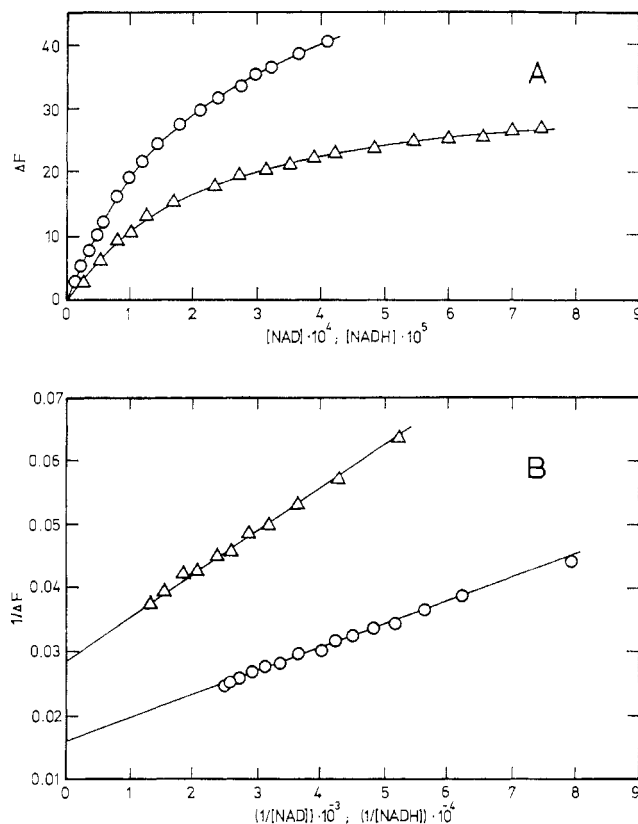 A
40
30
20
10
0
ΔF
0 1 2 3 4 5 6 7 8 9
[NAD]·10⁴ ; [NADH]·10⁵
B
0.07
0.06
0.05
0.04
0.03
0.02
0.01
1/ΔF
0 1 2 3 4 5 6 7 8 9
(1/[NAD])·10⁻³ ; (1/[NADH])·10⁻⁴